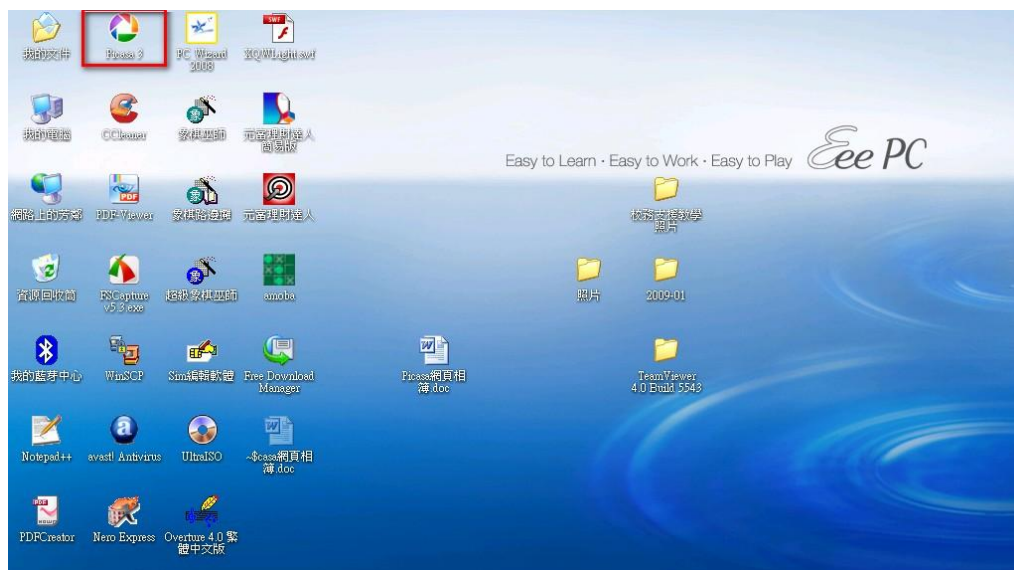 我的文件
Picasa 3
PC Wizard
2008
XQWLight.swf
我的電腦
CCleaner
象棋巫師
元富理財達人
簡易版
Easy to Learn · Easy to Work · Easy to Play
Eee PC
網路上的芳鄰
PDF-Viewer
象棋路邊攤
元富理財達人
校務支援教學
照片
資源回收筒
FSCapture
v5.3.exe
超級象棋巫師
amoba
照片
2009-01
我的藍芽中心
WinSCP
Sim編輯軟體
Free Download
Manager
Picasa網頁相
簿.doc
TeamViewer
4.0 Build 5543
Notepad++
avast! Antivirus
UltraISO
~$casa網頁相
簿.doc
PDFCreator
Nero Express
Overture 4.0 繁
體中文版